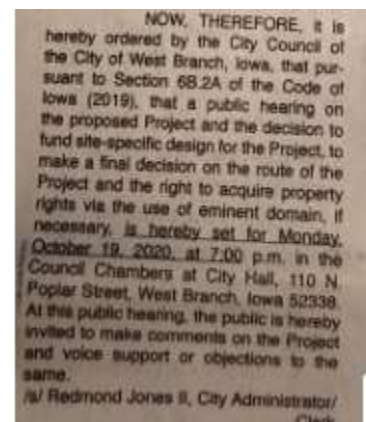 NOW, THEREFORE, it is
hereby ordered by the City Council of
the City of West Branch, Iowa, that pur-
suant to Section 6B.2A of the Code of
Iowa (2019), that a public hearing on
the proposed Project and the decision to
fund site-specific design for the Project, to
make a final decision on the route of the
Project and the right to acquire property
rights via the use of eminent domain, if
necessary, is hereby set for Monday,
October 19, 2020, at 7:00 p.m. in the
Council Chambers at City Hall, 110 N.
Poplar Street, West Branch, Iowa 52338.
At this public hearing, the public is hereby
invited to make comments on the Project
and voice support or objections to the
same.
/s/ Redmond Jones II, City Administrator/
Clerk